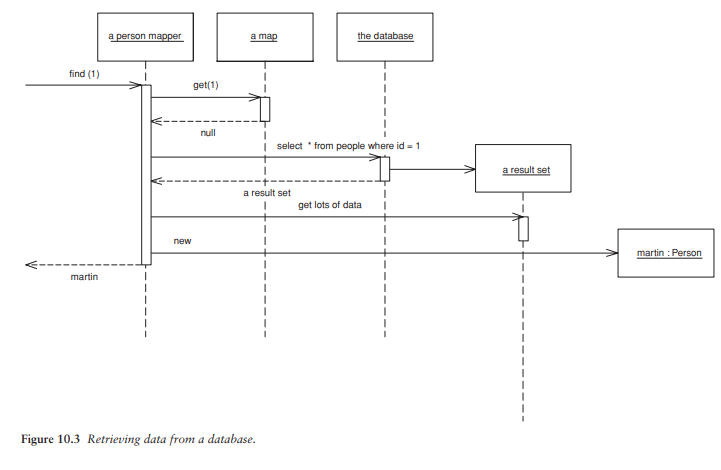 a person mapper
a map
the database
find (1)
get(1)
null
select * from people where id = 1
a result set
a result set
get lots of data
new
martin : Person
martin
Figure 10.3 Retrieving data from a database.